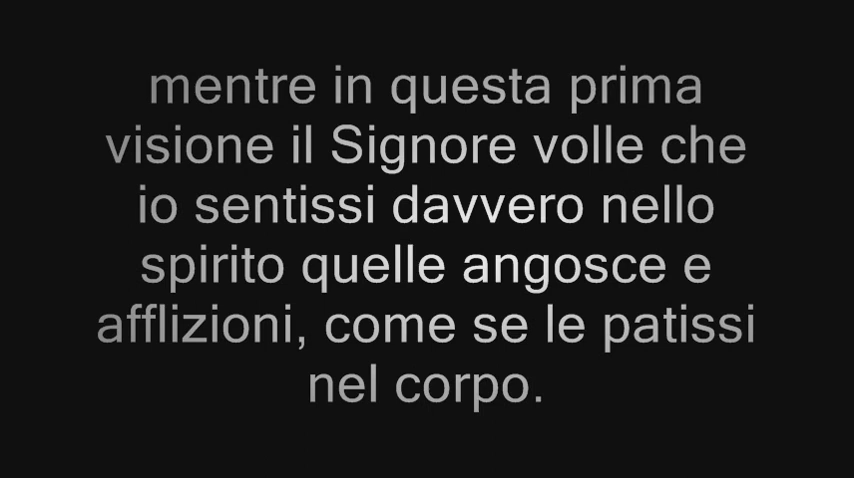 mentre in questa prima
visione il Signore volle che
io sentissi davvero nello
spirito quelle angosce e
afflizioni, come se le patissi
nel corpo.